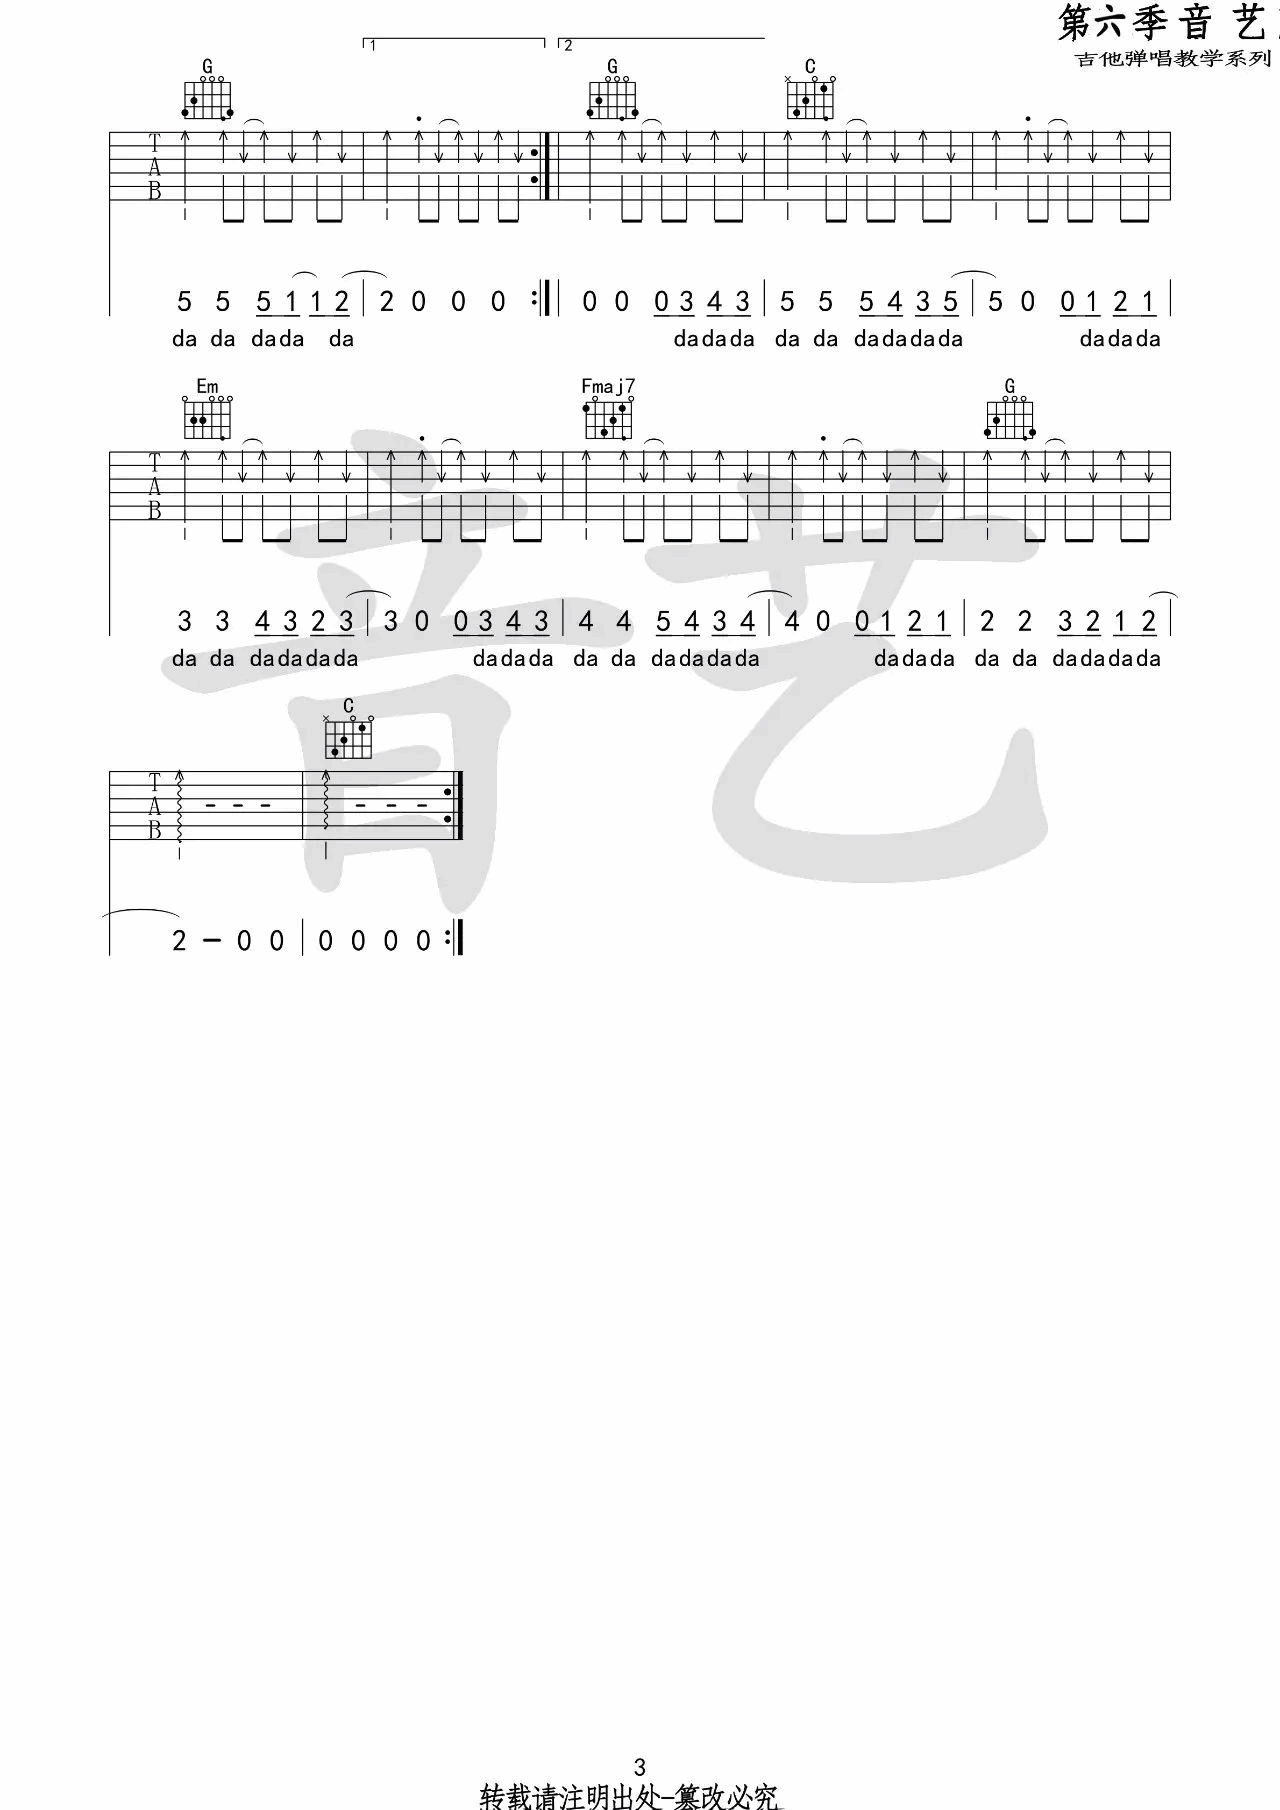 第六季音 艺
吉他弹唱教学系列
1 2
G G C
T
A
B
5 5 5 1 1 2 2 0 0 0 0 0 0 3 4 3 5 5 5 4 3 5 5 0 0 1 2 1
da da dada da dadada da da dadadada dadada
Em Fmaj7 G
T
A
B
3 3 4 3 2 3 3 0 0 3 4 3 4 4 5 4 3 4 4 0 0 1 2 1 2 2 3 2 1 2
da da dadadada dadada da da dadadada dadada da da dadadada
音艺
C
T
A
B
2 - 0 0 0 0 0 0
3
转载请注明出处-篡改必究